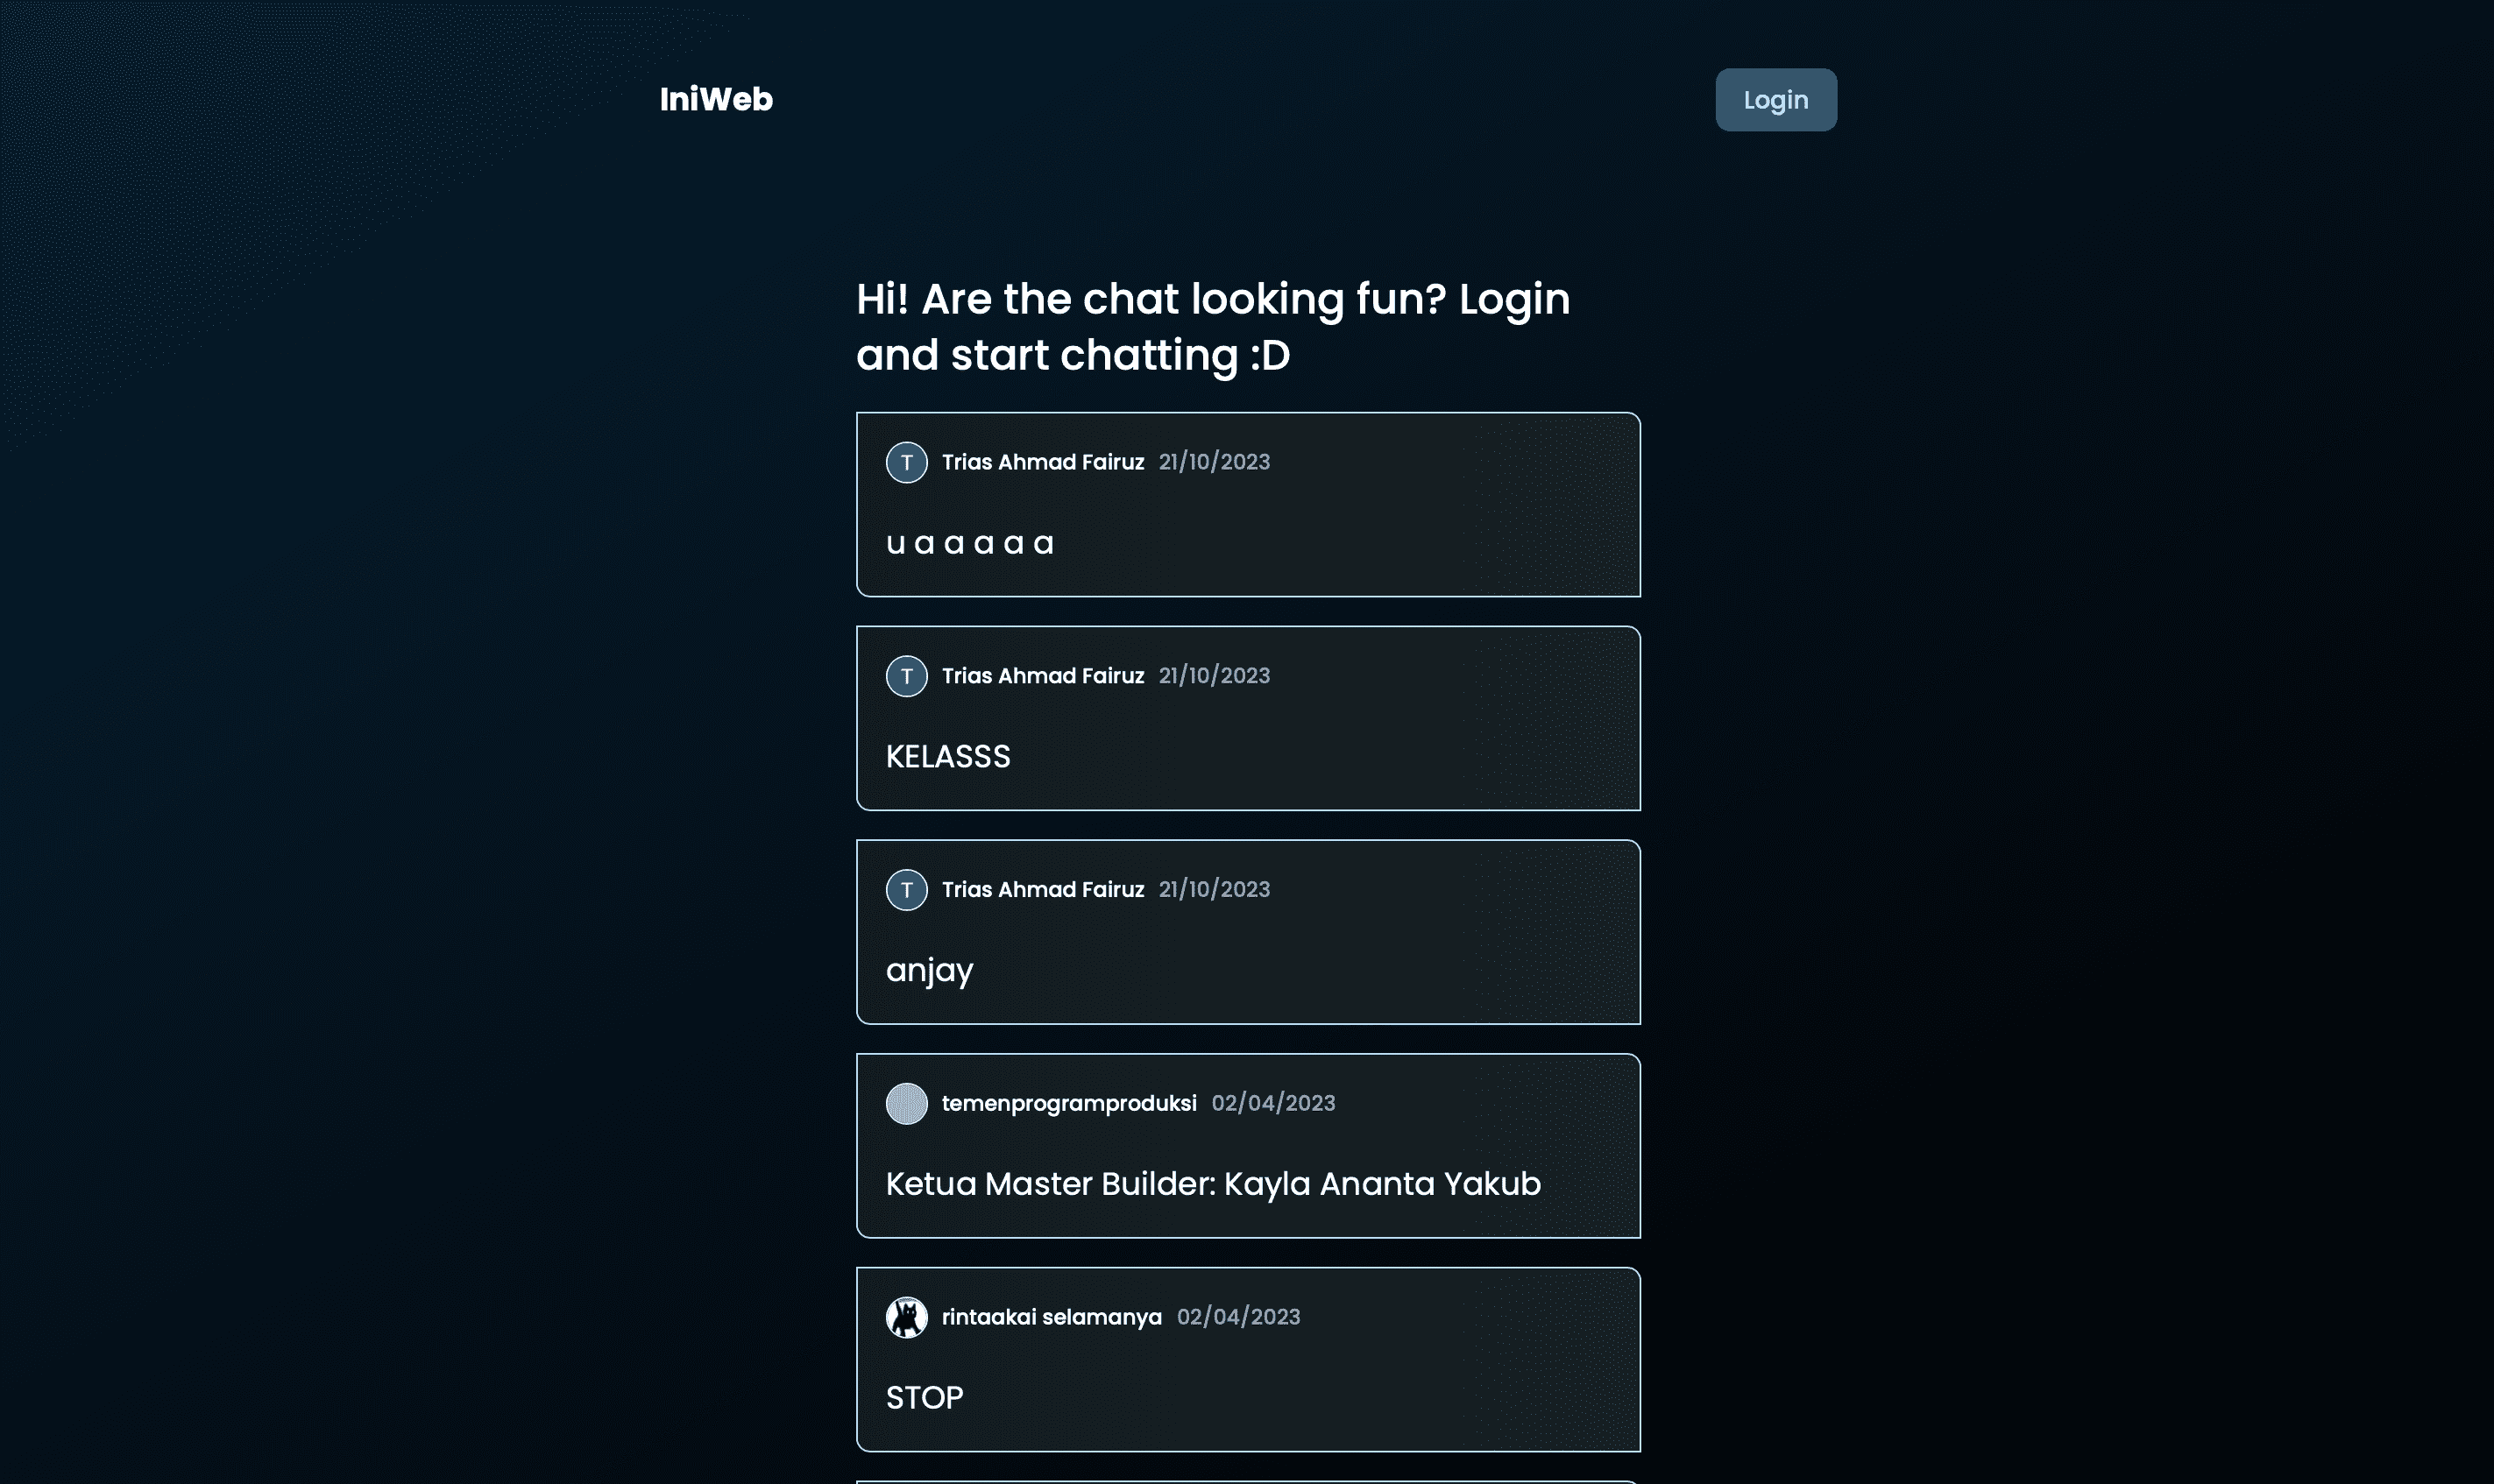 IniWeb
Login
Hi! Are the chat looking fun? Login
and start chatting :D
T Trias Ahmad Fairuz 21/10/2023
u a a a a a
T Trias Ahmad Fairuz 21/10/2023
KELASSS
T Trias Ahmad Fairuz 21/10/2023
anjay
temenprogramproduksi 02/04/2023
Ketua Master Builder: Kayla Ananta Yakub
rintaakai selamanya 02/04/2023
STOP